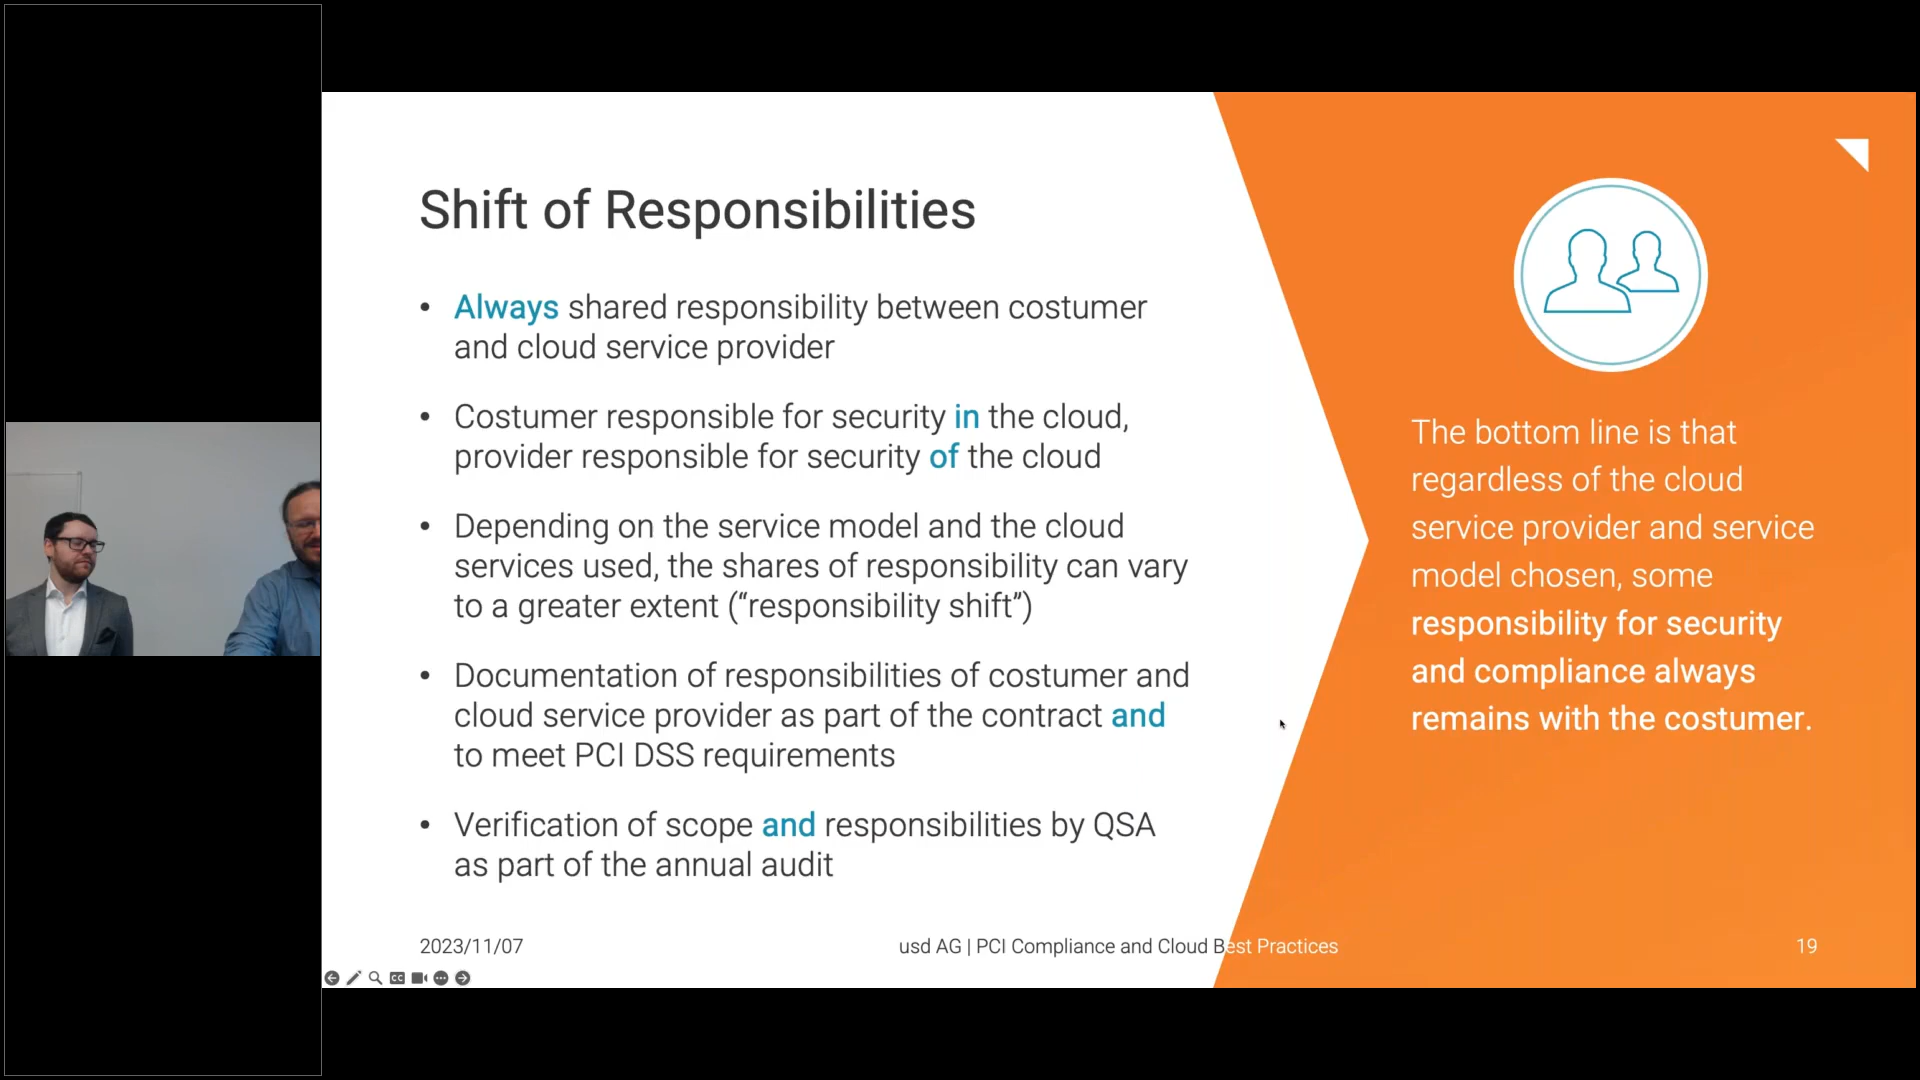 Shift of Responsibilities
• Always shared responsibility between costumer
and cloud service provider
• Costumer responsible for security in the cloud,
provider responsible for security of the cloud
• Depending on the service model and the cloud
services used, the shares of responsibility can vary
to a greater extent (“responsibility shift”)
• Documentation of responsibilities of costumer and
cloud service provider as part of the contract and
to meet PCI DSS requirements
• Verification of scope and responsibilities by QSA
as part of the annual audit
The bottom line is that
regardless of the cloud
service provider and service
model chosen, some
responsibility for security
and compliance always
remains with the costumer.
2023/11/07
usd AG | PCI Compliance and Cloud Best Practices
19
CC